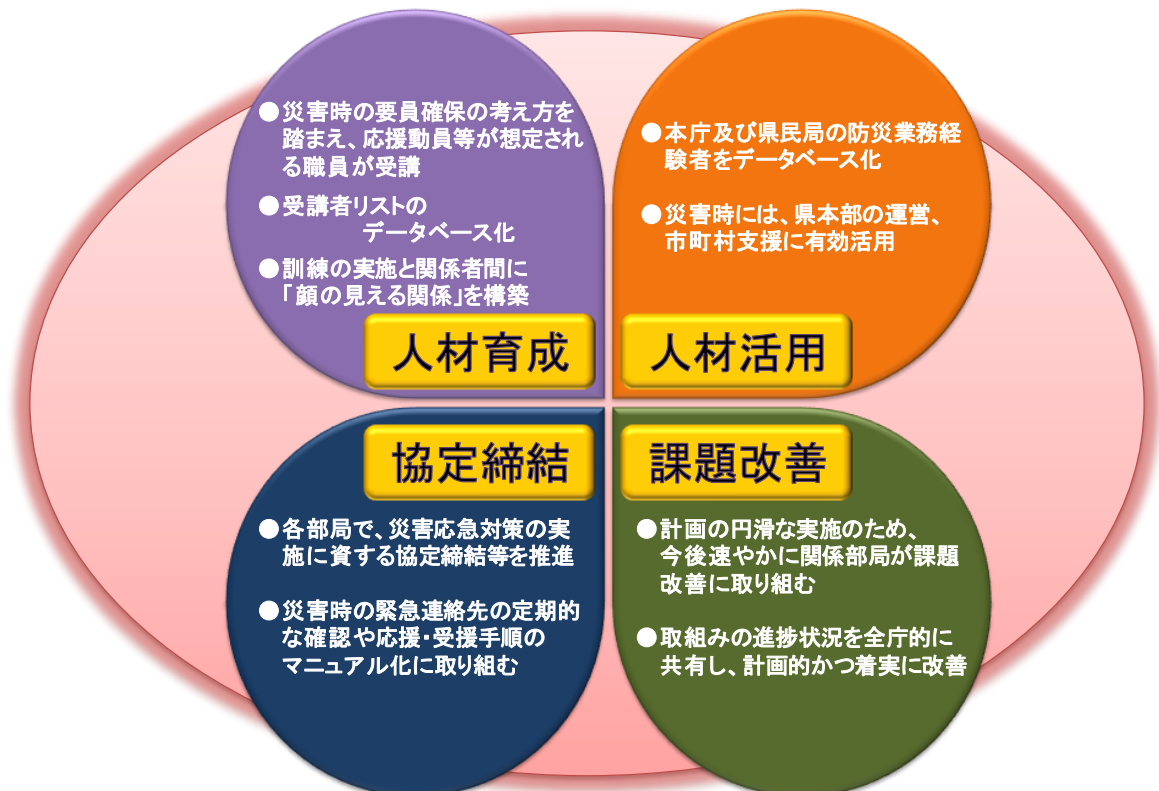 ●災害時の要員確保の考え方を
踏まえ、応援動員等が想定され
る職員が受講
●受講者リストの
データベース化
●訓練の実施と関係者間に
「顔の見える関係」を構築
人材育成
●本庁及び県民局の防災業務経
験者をデータベース化
●災害時には、県本部の運営、
市町村支援に有効活用
人材活用
協定締結
●各部局で、災害応急対策の実
施に資する協定締結等を推進
●災害時の緊急連絡先の定期的
な確認や応援・受援手順の
マニュアル化に取り組む
課題改善
●計画の円滑な実施のため、
今後速やかに関係部局が課題
改善に取り組む
●取組みの進捗状況を全庁的に
共有し、計画的かつ着実に改善